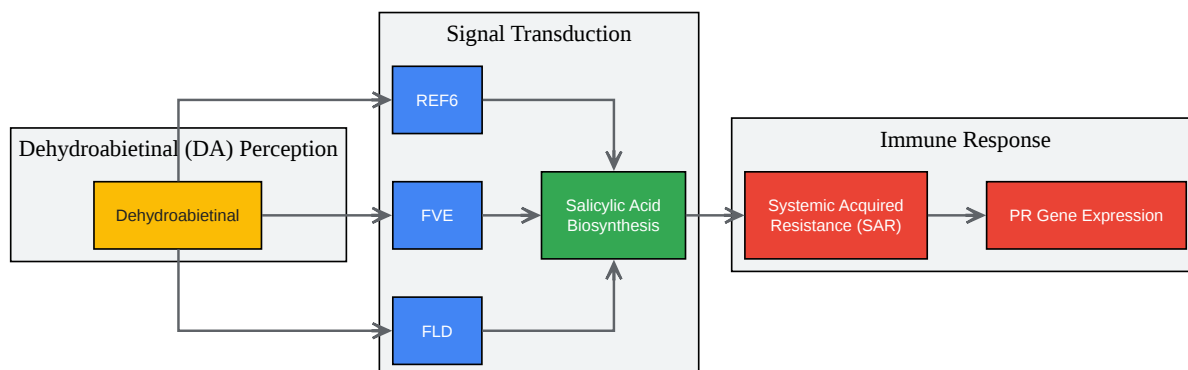 Signal Transduction
REF6
Dehydroabietinal (DA) Perception
Immune Response
Dehydroabietinal
FVE
Salicylic Acid
Biosynthesis
Systemic Acquired
Resistance (SAR)
PR Gene Expression
FLD